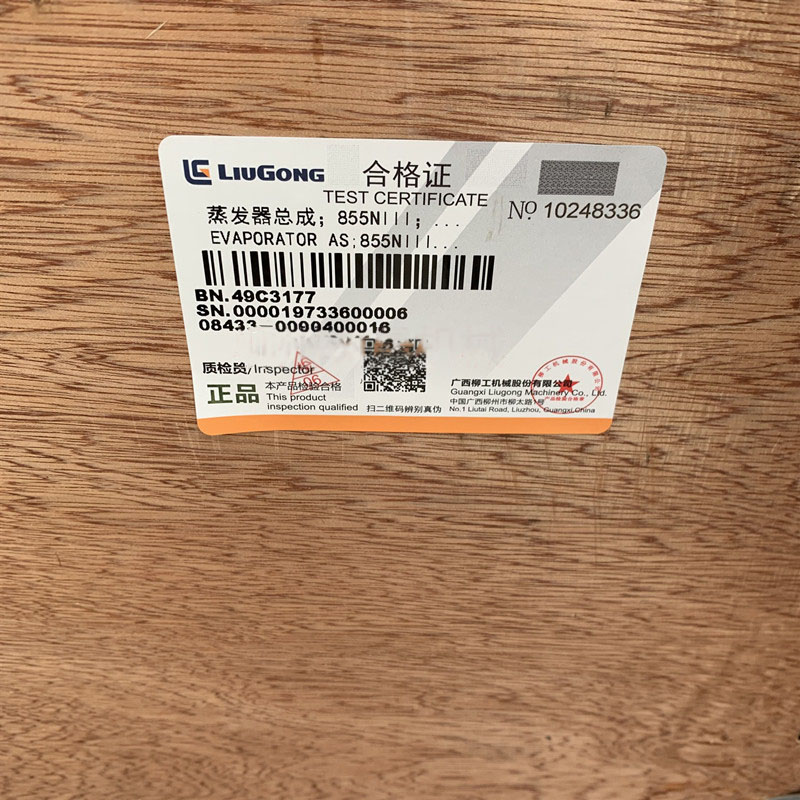 LIUGONG
合格证
TEST CERTIFICATE
№ 10248336
蒸发器总成; 855NIII; ...
EVAPORATOR AS;855NIII...
BN.49C3177
SN.000019733600006
质检员/Inspector
正品
本产品检验合格
This product
inspection qualified
扫二维码辨别真伪
广西柳工机械股份有限公司
Guangxi Liugong Machinery Co., Ltd.
中国广西柳州市柳太路1号
No.1 Liutai Road, Liuzhou, Guangxi,China